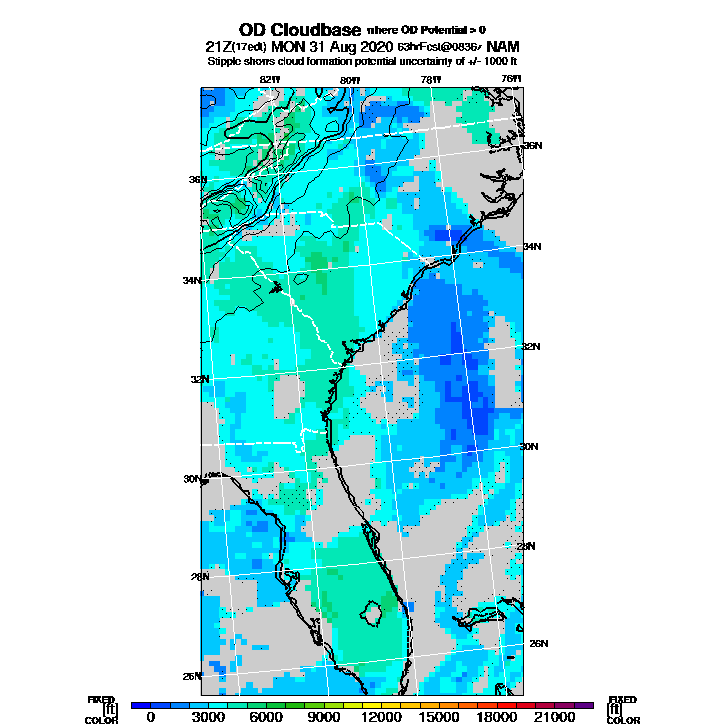 OD Cloudbase where OD Potential > 0
21Z(17edt) MON 31 Aug 2020 63hrFcst@0836z NAM
Stipple shows cloud formation potential uncertainty of +/- 1000 ft
82W 80W 78W 76W
36N
36N
34N
34N
32N
32N
30N
30N
28N
28N
26N
26N
FIXED FIXED
[ft] [ft]
COLOR 0 3000 6000 9000 12000 15000 18000 21000 COLOR